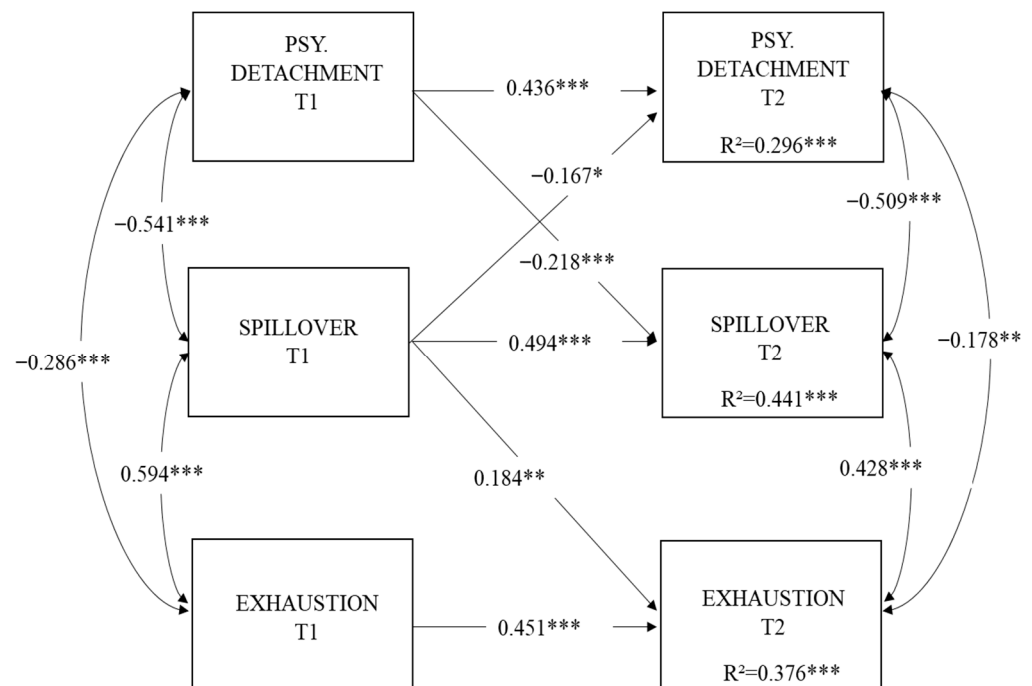 PSY.
DETACHMENT
T1
PSY.
DETACHMENT
T2
R²=0.296***
0.436***
−0.167*
−0.541***
−0.509***
−0.218***
SPILLOVER
T1
SPILLOVER
T2
R²=0.441***
0.494***
−0.286***
−0.178**
0.594***
0.184**
0.428***
EXHAUSTION
T1
EXHAUSTION
T2
R²=0.376***
0.451***